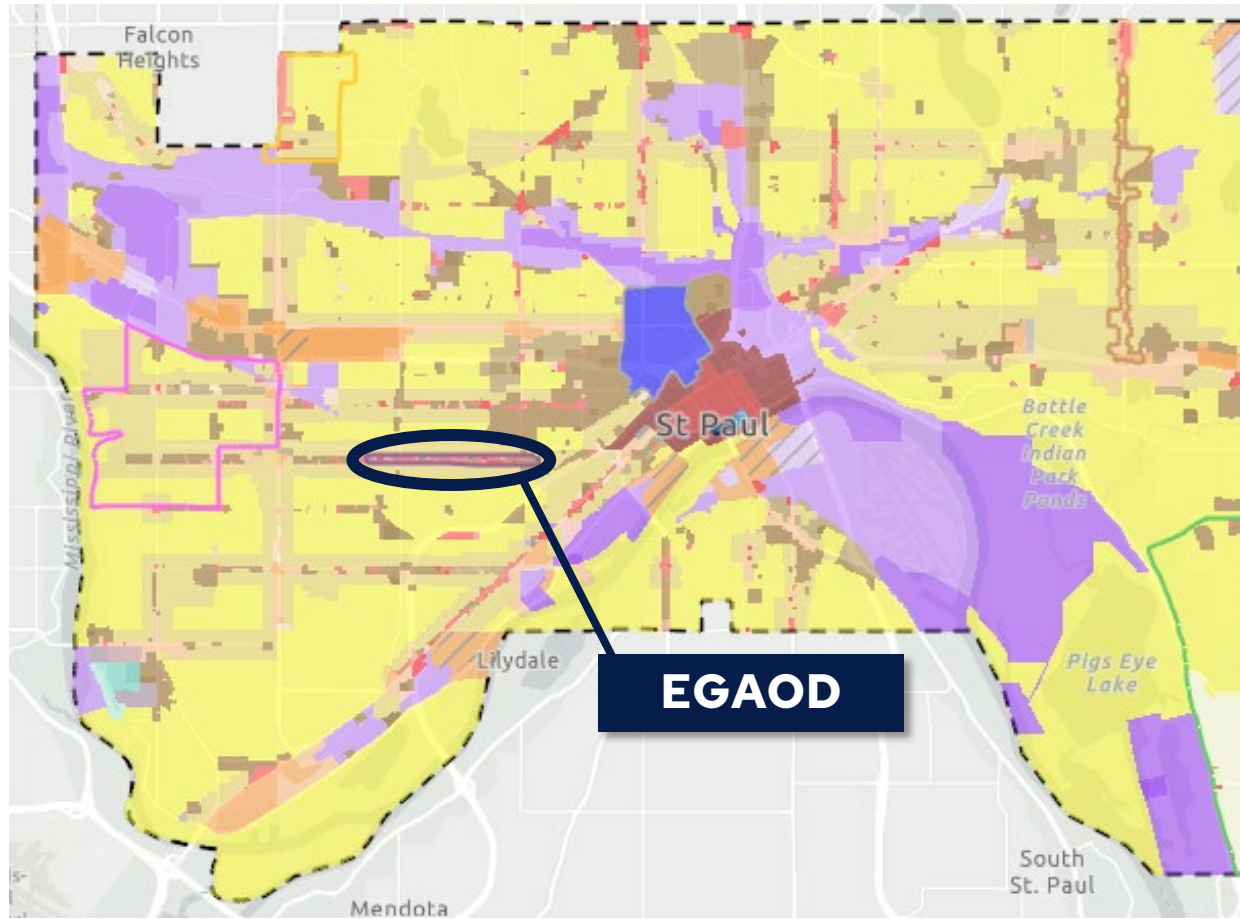 Falcon
Heights
St Paul
Battle
Creek
Indian
Park
Ponds
Mississippi River
Lilydale
Pigs Eye
Lake
EGAOD
South
St. Paul
Mendota